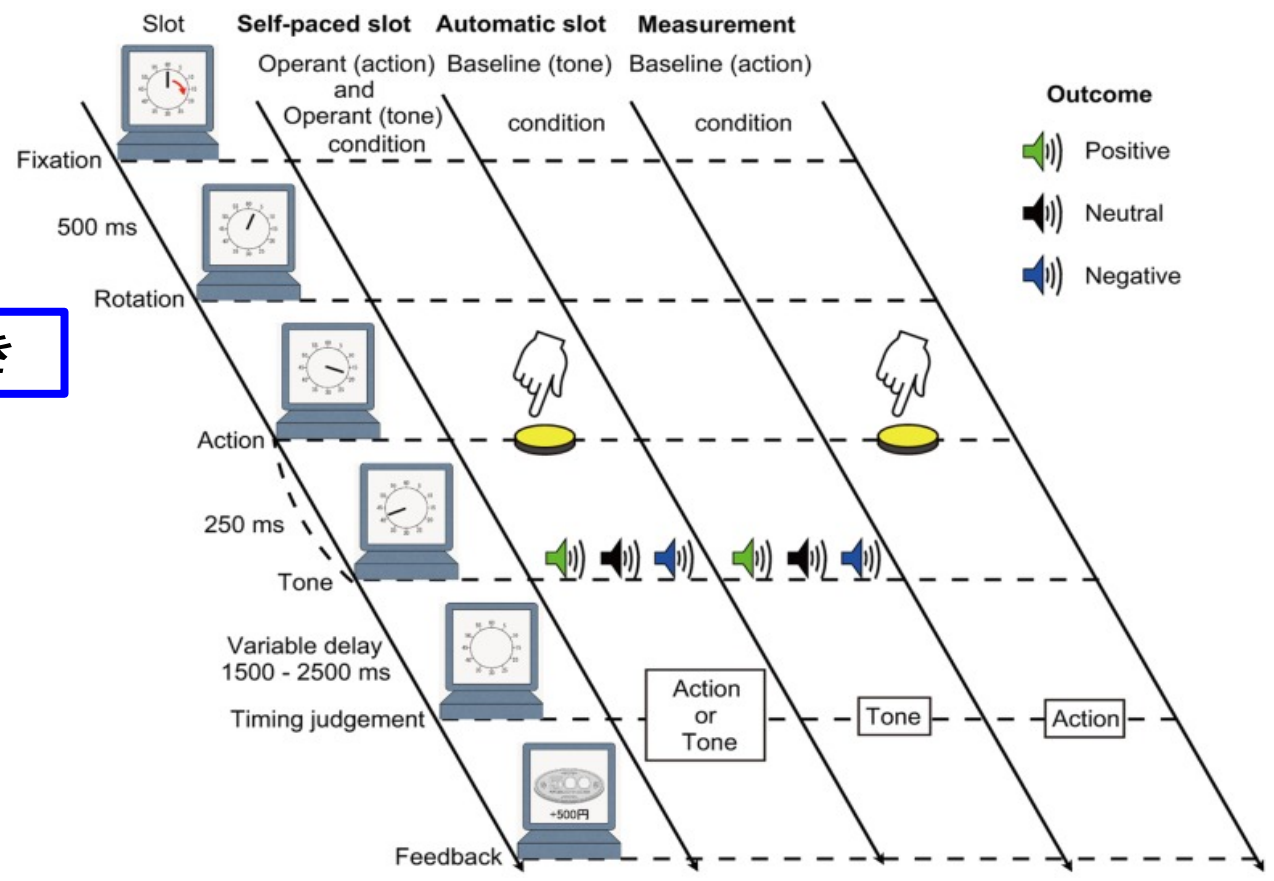 Slot
Self-paced slot
Automatic slot
Measurement
Operant (action)
and
Operant (tone)
condition
Baseline (tone)
condition
Baseline (action)
condition
Outcome
Positive
Neutral
Negative
Fixation
500 ms
Rotation
Action
250 ms
Tone
Variable delay
1500 - 2500 ms
Timing judgement
Action
or
Tone
Tone
Action
+500円
Feedback